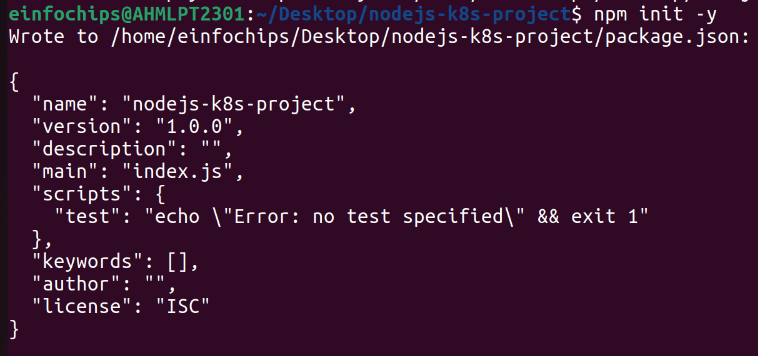 einfochips@AHMLPT2301:~/Desktop/nodejs-k8s-project$ npm init -y
Wrote to /home/einfochips/Desktop/nodejs-k8s-project/package.json:

{
  "name": "nodejs-k8s-project",
  "version": "1.0.0",
  "description": "",
  "main": "index.js",
  "scripts": {
    "test": "echo \"Error: no test specified\" && exit 1"
  },
  "keywords": [],
  "author": "",
  "license": "ISC"
}